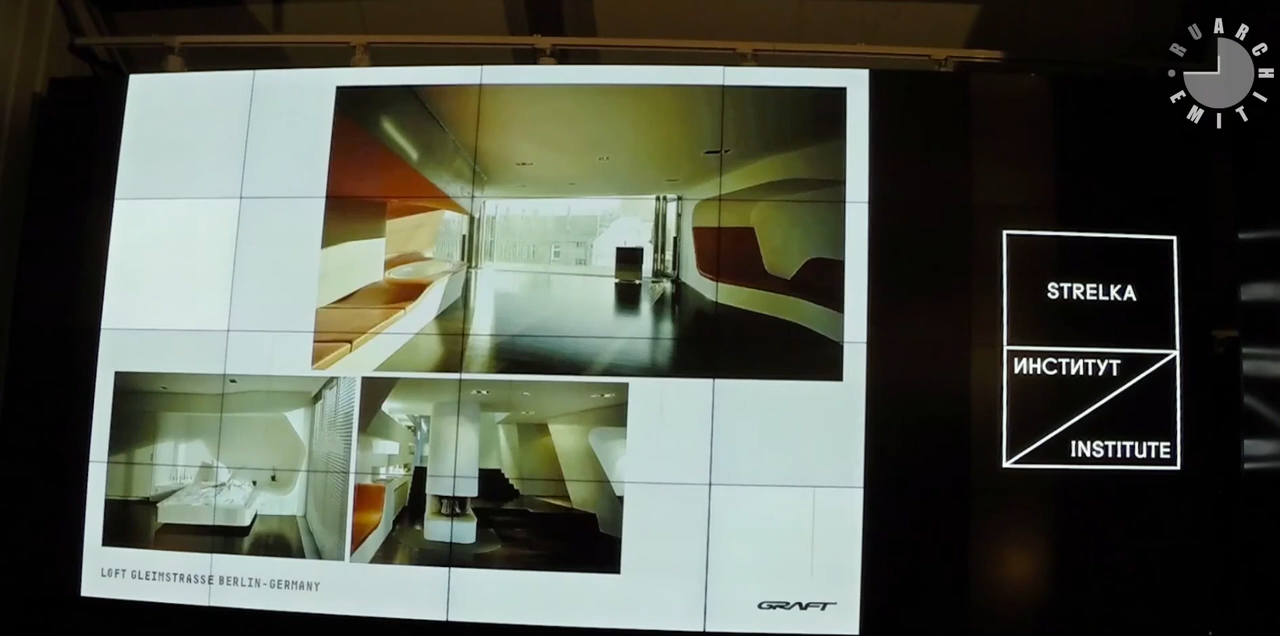 RUARCH
TIME
STRELKA
ИНСТИТУТ
INSTITUTE
LOFT GLEIMSTRASSE BERLIN-GERMANY
GRAFT